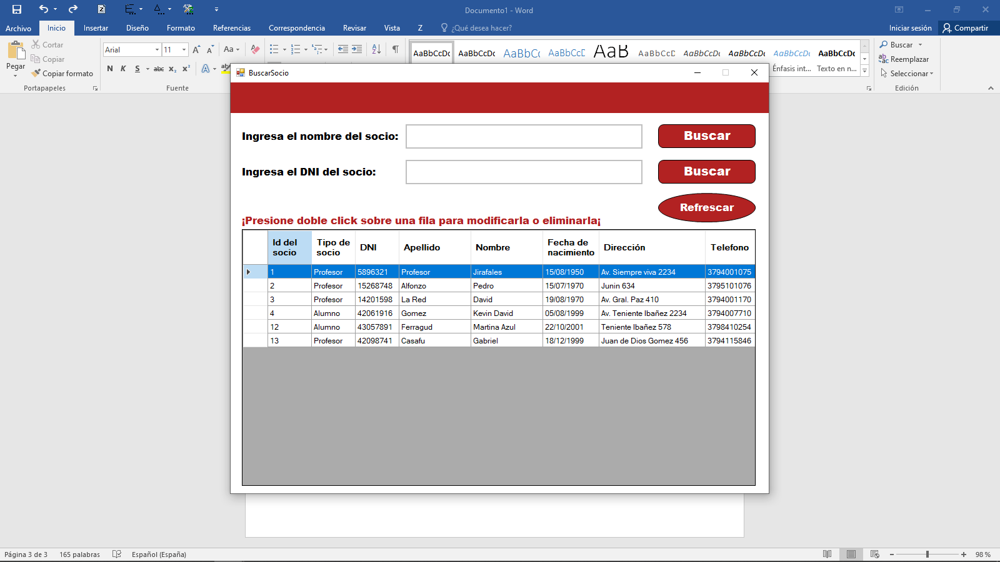 Documento1 - Word
Archivo Inicio Insertar Diseño Formato Referencias Correspondencia Revisar Vista Z ¿Qué desea hacer? Iniciar sesión Compartir
Pegar
Cortar
Copiar
Copiar formato
Portapapeles
Arial 11
N K S abc x₂ x²
Fuente
AaBbCcDc AaBbCcDc AaBbCc AaBbCcD AaB AaBbCcD AaBbCcDc AaBbCcDc AaBbCcDc AaBbCcDc
Énfasis int... Texto en n...
Buscar
Reemplazar
Seleccionar
Edición
BuscarSocio
Ingresa el nombre del socio: Buscar
Ingresa el DNI del socio: Buscar
Refrescar
¡Presione doble click sobre una fila para modificarla o eliminarla¡
Id del socio Tipo de socio DNI Apellido Nombre Fecha de nacimiento Dirección Telefono
1 Profesor 5896321 Profesor Jirafales 15/08/1950 Av. Siempre viva 2234 3794001075
2 Profesor 15268748 Alfonzo Pedro 15/07/1970 Junin 634 3795101076
3 Profesor 14201598 La Red David 19/08/1970 Av. Gral. Paz 410 3794001170
4 Alumno 42061916 Gomez Kevin David 05/08/1999 Av. Teniente Ibañez 2234 3794007710
12 Alumno 43057891 Ferragud Martina Azul 22/10/2001 Teniente Ibañez 578 3798410254
13 Profesor 42098741 Casafu Gabriel 18/12/1999 Juan de Dios Gomez 456 3794115846
Página 3 de 3 165 palabras Español (España) 98 %